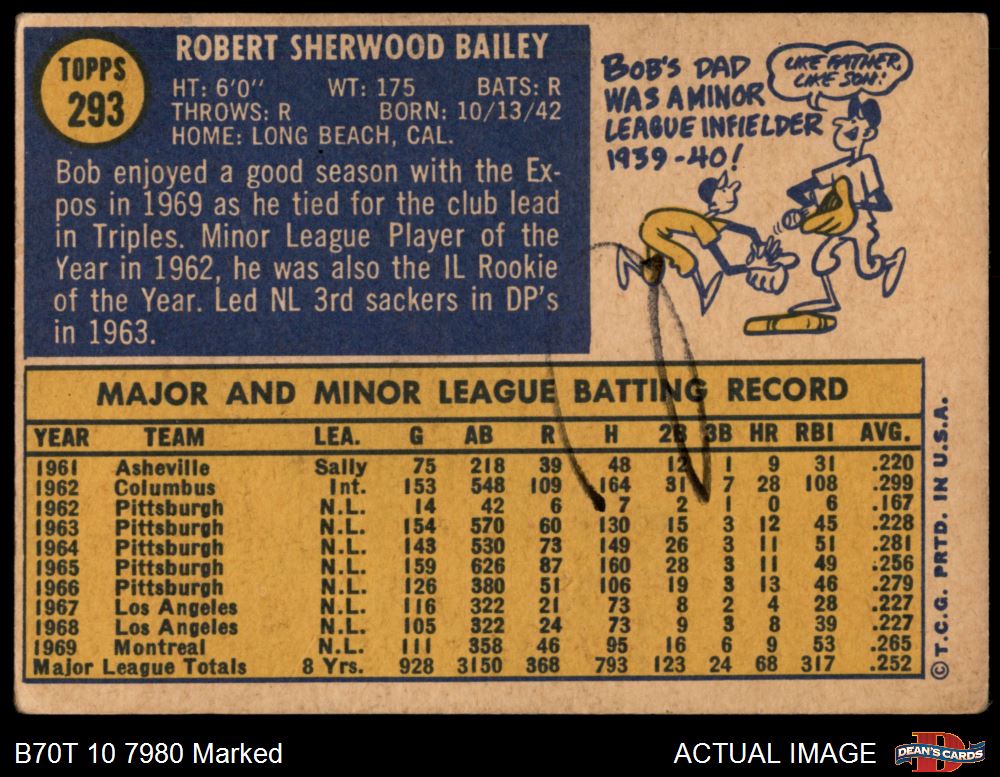 TOPPS
293
ROBERT SHERWOOD BAILEY
HT: 6'0" WT: 175 BATS: R
THROWS: R BORN: 10/13/42
HOME: LONG BEACH, CAL.
Bob enjoyed a good season with the Ex-
pos in 1969 as he tied for the club lead
in Triples. Minor League Player of the
Year in 1962, he was also the IL Rookie
of the Year. Led NL 3rd sackers in DP's
in 1963.
BOB'S DAD
WAS A MINOR
LEAGUE INFIELDER
1939-40!
LIKE FATHER,
LIKE SON!
MAJOR AND MINOR LEAGUE BATTING RECORD
YEAR TEAM LEA. G AB R H 2B 3B HR RBI AVG.
1961 Asheville Sally 75 218 39 48 12 1 9 31 .220
1962 Columbus Int. 153 548 109 164 31 7 28 108 .299
1962 Pittsburgh N.L. 14 42 6 7 2 1 0 6 .167
1963 Pittsburgh N.L. 154 570 60 130 15 3 12 45 .228
1964 Pittsburgh N.L. 143 530 73 149 26 3 11 51 .281
1965 Pittsburgh N.L. 159 626 87 160 28 3 11 49 .256
1966 Pittsburgh N.L. 126 380 51 106 19 3 13 46 .279
1967 Los Angeles N.L. 116 322 21 73 8 2 4 28 .227
1968 Los Angeles N.L. 105 322 24 73 9 3 8 39 .227
1969 Montreal N.L. 111 358 46 95 16 6 9 53 .265
Major League Totals 8 Yrs. 928 3150 368 793 123 24 68 317 .252
© T.C.G. PRTD. IN U.S.A.
B70T 10 7980 Marked
ACTUAL IMAGE
DEAN'S CARDS